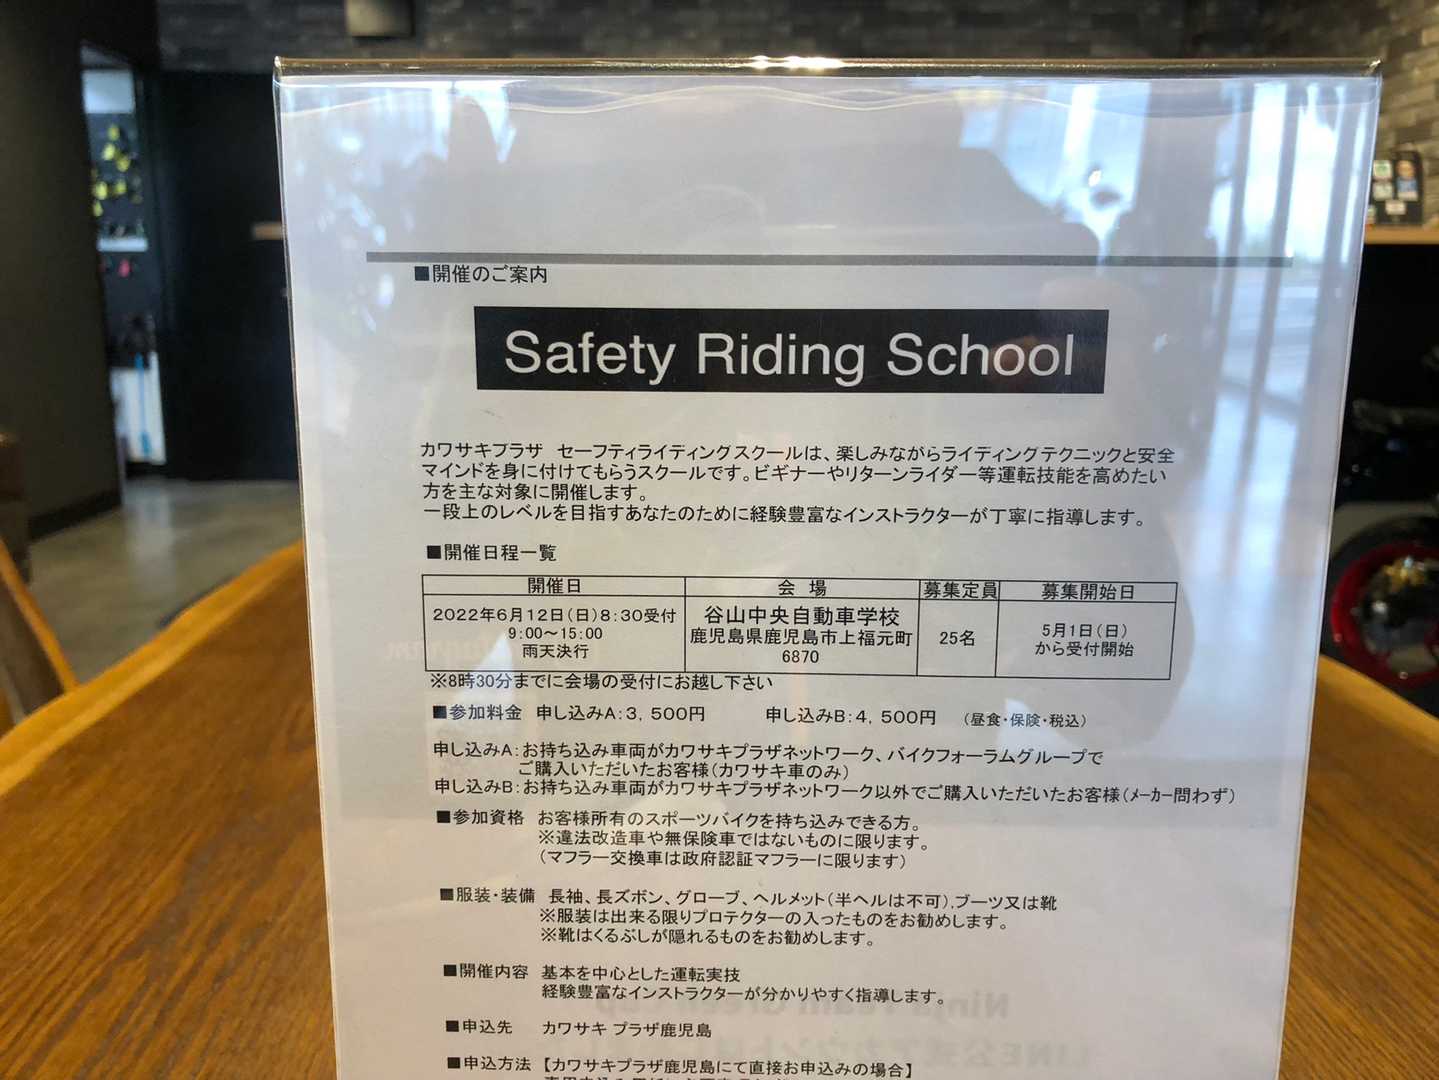 ■開催のご案内
Safety Riding School
カワサキプラザ　セーフティライディングスクールは、楽しみながらライディングテクニックと安全
マインドを身に付けてもらうスクールです。ビギナーやリターンライダー等運転技能を高めたい
方を主な対象に開催します。
一段上のレベルを目指すあなたのために経験豊富なインストラクターが丁寧に指導します。
■開催日程一覧
開催日 会　場 募集定員 募集開始日
2022年6月12日（日）8：30受付
9：00～15：00
雨天決行
谷山中央自動車学校
鹿児島県鹿児島市上福元町
6870
25名
5月1日（日）
から受付開始
※8時30分までに会場の受付にお越し下さい
■参加料金　申し込みA：3，500円　　申し込みB：4，500円　（昼食・保険・税込）
申し込みA：お持ち込み車両がカワサキプラザネットワーク、バイクフォーラムグループで
ご購入いただいたお客様（カワサキ車のみ）
申し込みB：お持ち込み車両がカワサキプラザネットワーク以外でご購入いただいたお客様（メーカー問わず）
■参加資格　お客様所有のスポーツバイクを持ち込みできる方。
※違法改造車や無保険車ではないものに限ります。
（マフラー交換車は政府認証マフラーに限ります）
■服装・装備　長袖、長ズボン、グローブ、ヘルメット（半ヘルは不可）,ブーツ又は靴
※服装は出来る限りプロテクターの入ったものをお勧めします。
※靴はくるぶしが隠れるものをお勧めします。
■開催内容　基本を中心とした運転実技
経験豊富なインストラクターが分かりやすく指導します。
■申込先　カワサキ プラザ鹿児島
■申込方法　【カワサキプラザ鹿児島にて直接お申込みの場合】